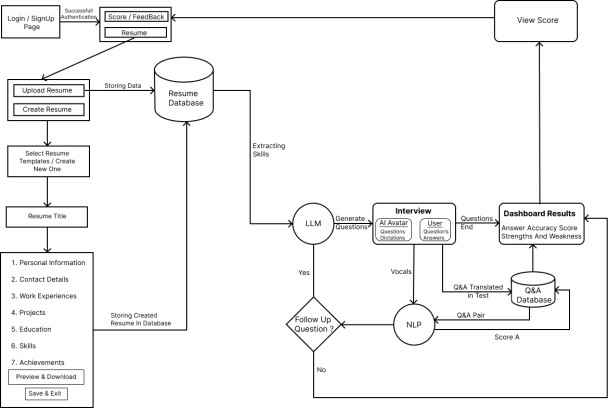 Login / SignUp
Page
Successfull
Authentication
Score / FeedBack
Resume
View Score
Upload Resume
Create Resume
Storing Data
Resume
Database
Extracting
Skills
Select Resume
Templates / Create
New One
Resume Title
1. Personal Information
2. Contact Details
3. Work Experiences
4. Projects
5. Education
6. Skills
7. Achievements
Preview & Download
Save & Exit
Storing Created
Resume In Database
LLM
Generate
Questions
Interview
AI Avatar
Questions
Dictations
User
Questions
Answers
Questions
End
Dashboard Results
Answer Accuracy Score
Strengths And Weakness
Yes
Vocals
Q&A Translated
in Test
Q&A
Database
Follow Up
Question ?
NLP
Q&A Pair
Score A
No